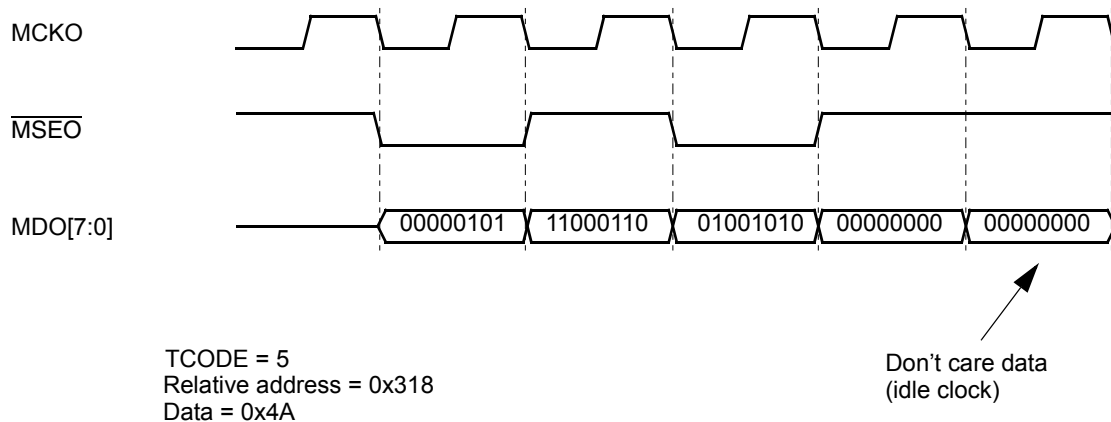 MCKO
MSEO
MDO[7:0]
00000101 11000110 01001010 00000000 00000000
TCODE = 5
Relative address = 0x318
Data = 0x4A
Don't care data
(idle clock)